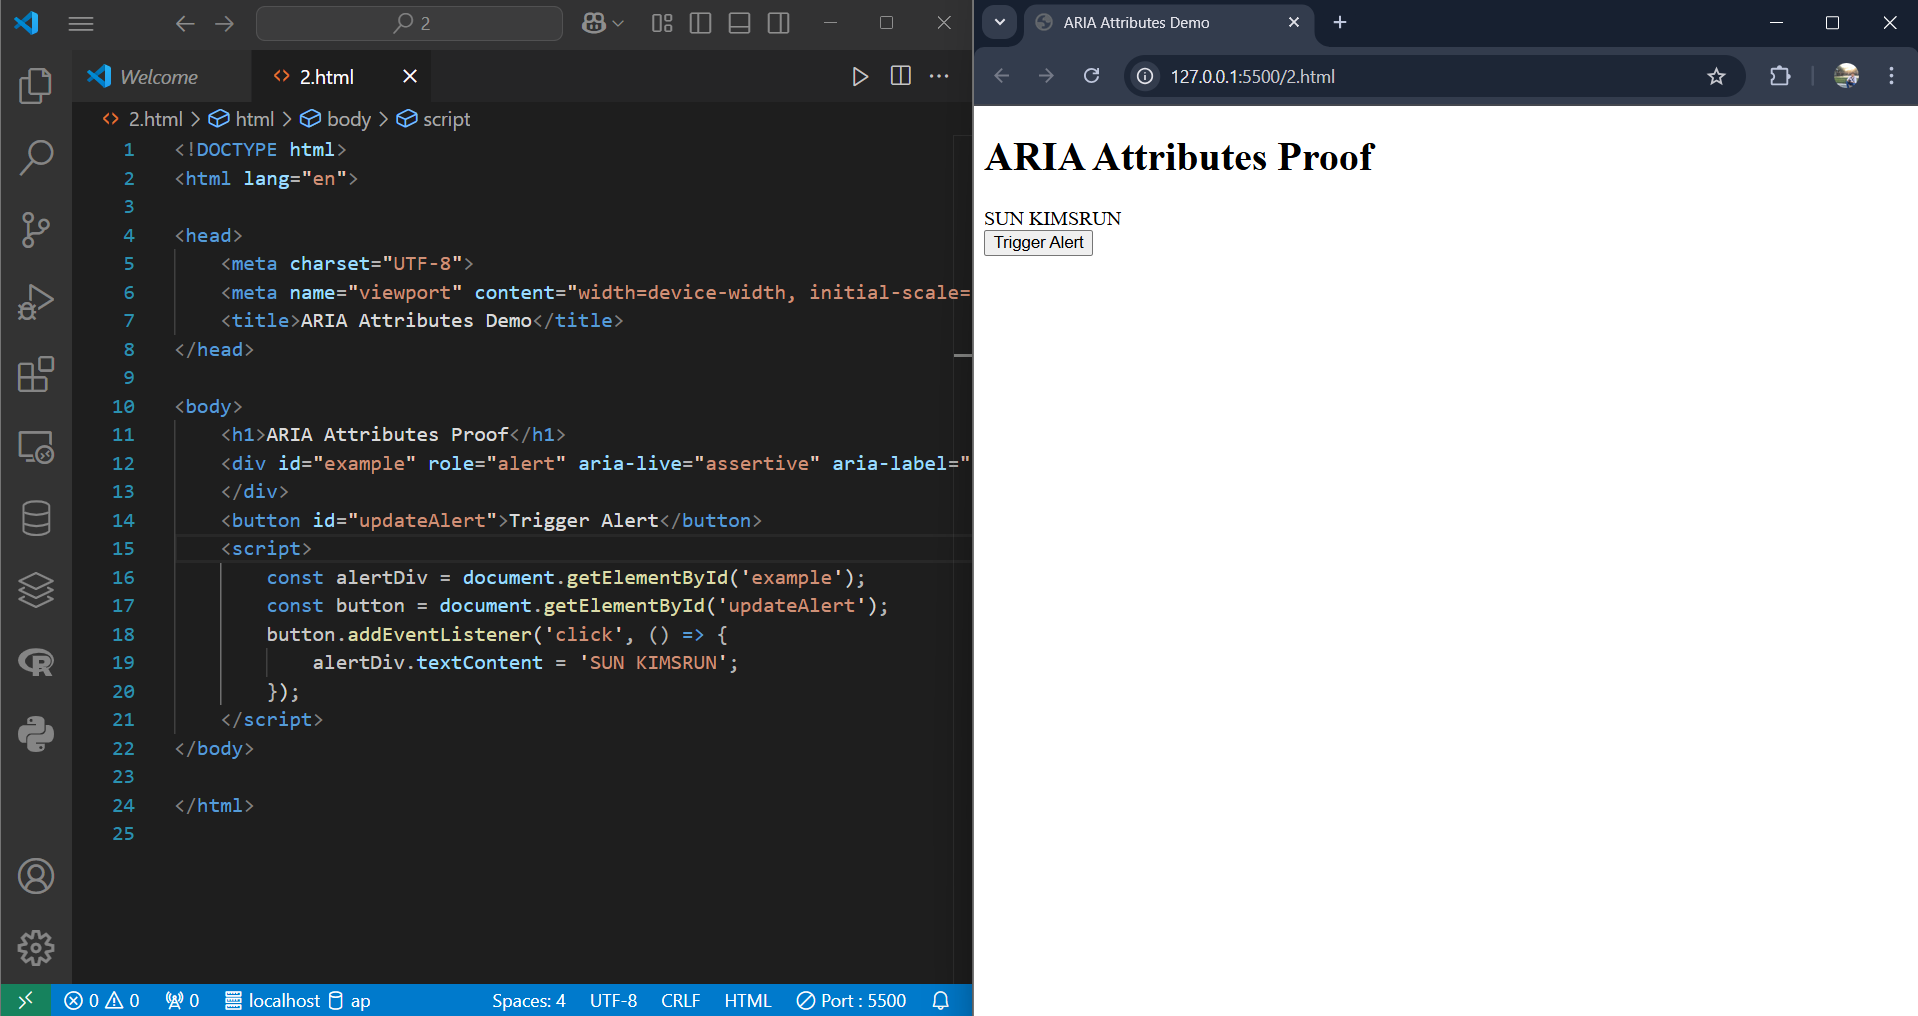 2
Welcome
2.html
2.html > html > body > script
1 <!DOCTYPE html>
2 <html lang="en">
3
4 <head>
5     <meta charset="UTF-8">
6     <meta name="viewport" content="width=device-width, initial-scale=
7     <title>ARIA Attributes Demo</title>
8 </head>
9
10 <body>
11     <h1>ARIA Attributes Proof</h1>
12     <div id="example" role="alert" aria-live="assertive" aria-label="
13     </div>
14     <button id="updateAlert">Trigger Alert</button>
15     <script>
16         const alertDiv = document.getElementById('example');
17         const button = document.getElementById('updateAlert');
18         button.addEventListener('click', () => {
19             alertDiv.textContent = 'SUN KIMSRUN';
20         });
21     </script>
22 </body>
23
24 </html>
25
0 0 0 localhost ap Spaces: 4 UTF-8 CRLF HTML Port : 5500
ARIA Attributes Demo
127.0.0.1:5500/2.html
ARIA Attributes Proof
SUN KIMSRUN
Trigger Alert